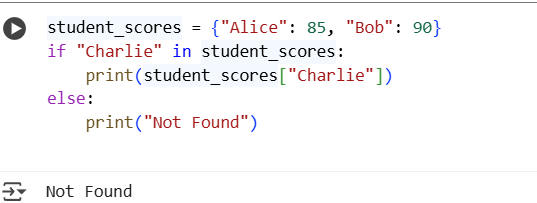 student_scores = {"Alice": 85, "Bob": 90}
if "Charlie" in student_scores:
    print(student_scores["Charlie"])
else:
    print("Not Found")
Not Found